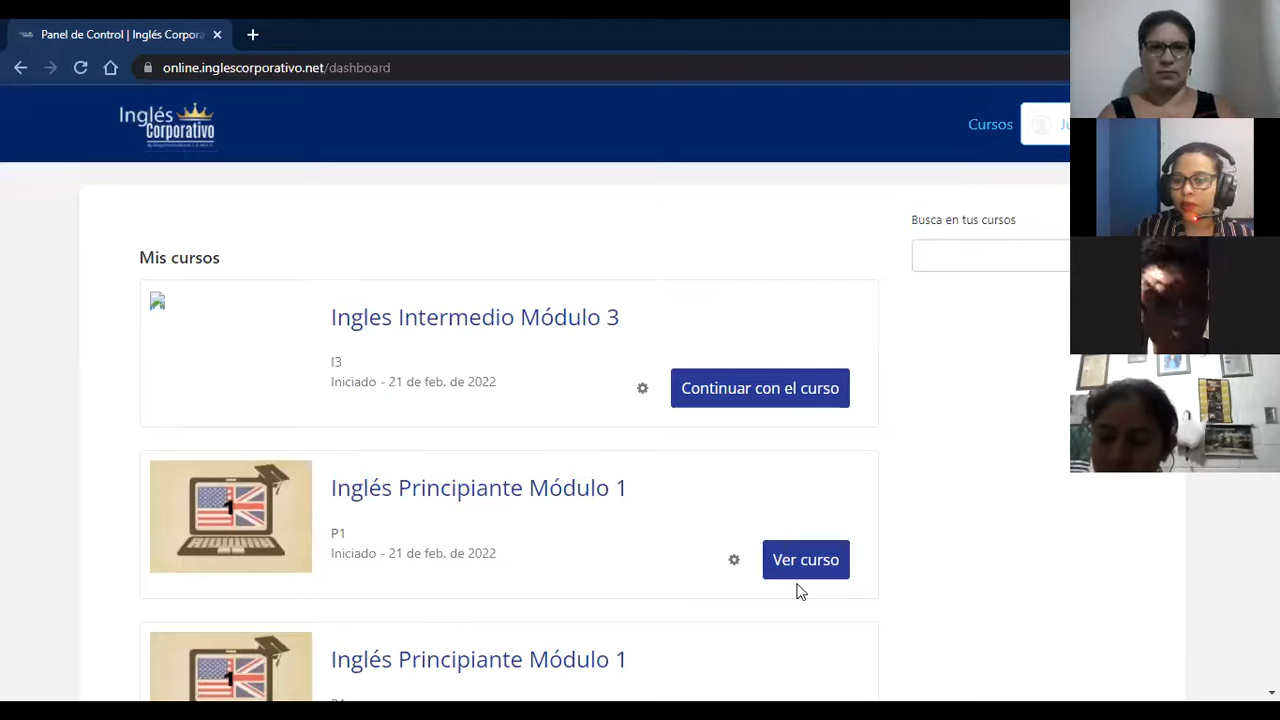 Panel de Control | Inglés Corpora
online.inglescorporativo.net/dashboard
Inglés
Corporativo
Cursos
Busca en tus cursos
Mis cursos
Ingles Intermedio Módulo 3
I3
Iniciado - 21 de feb. de 2022
Continuar con el curso
Inglés Principiante Módulo 1
1
P1
Iniciado - 21 de feb. de 2022
Ver curso
Inglés Principiante Módulo 1
1